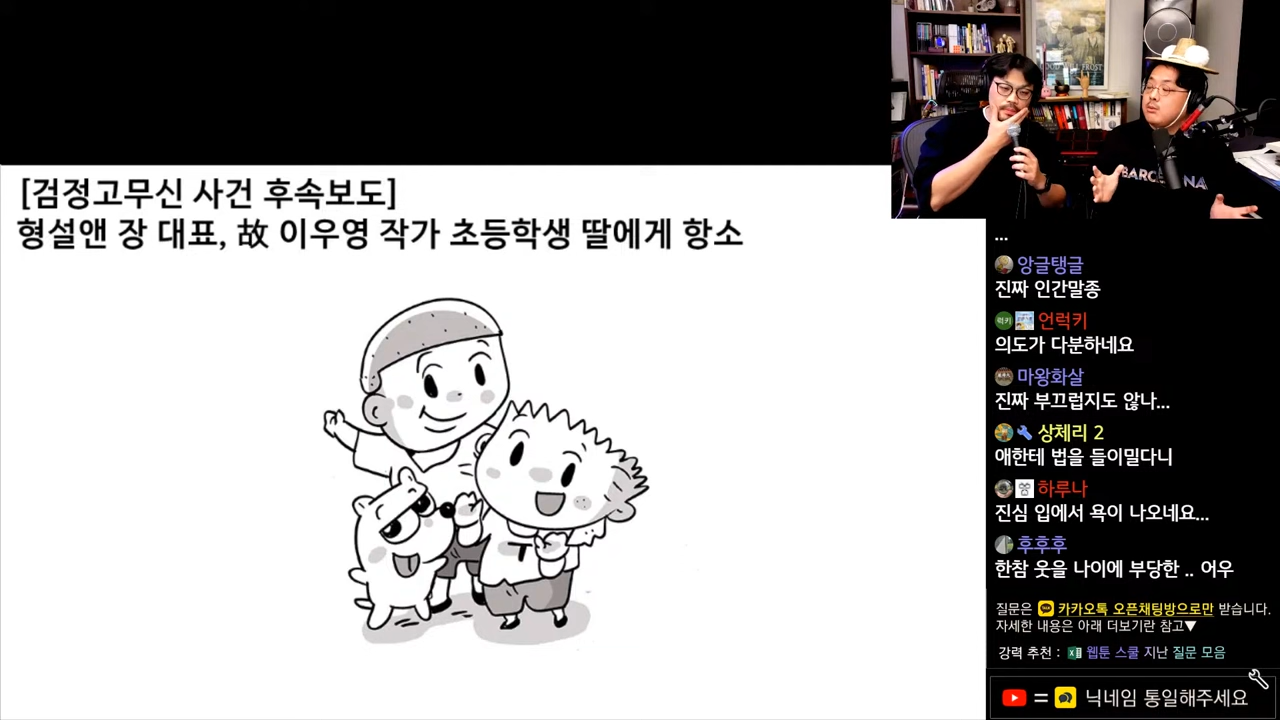 [검정고무신 사건 후속보도]
형설앤 장 대표, 故 이우영 작가 초등학생 딸에게 항소
T
BARCELONA
...
앙글탱글
진짜 인간말종
럭키 언럭키
의도가 다분하네요
마왕화살
진짜 부끄럽지도 않나...
상체리 2
애한테 법을 들이밀다니
하루나
진심 입에서 욕이 나오네요...
후후후
한참 웃을 나이에 부당한 .. 어우
질문은 카카오톡 오픈채팅방으로만 받습니다.
자세한 내용은 아래 더보기란 참고▼
강력 추천 : 웹툰 스쿨 지난 질문 모음
= 닉네임 통일해주세요